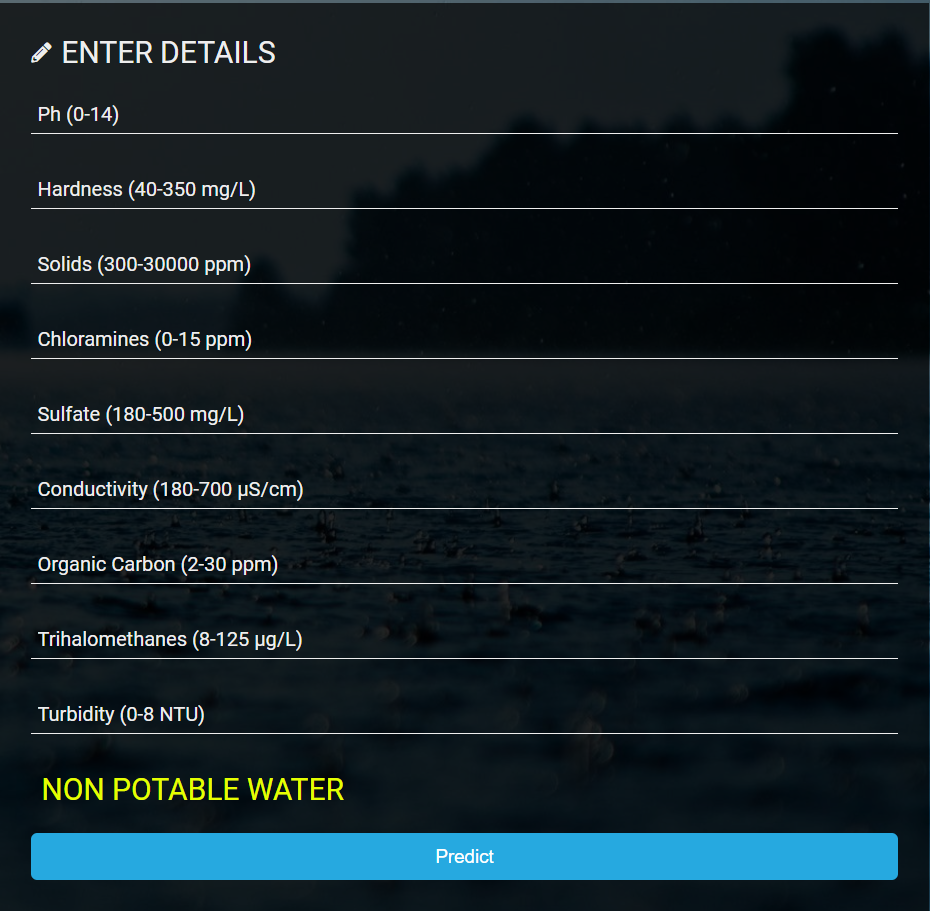 ENTER DETAILS
Ph (0-14)
Hardness (40-350 mg/L)
Solids (300-30000 ppm)
Chloramines (0-15 ppm)
Sulfate (180-500 mg/L)
Conductivity (180-700 μS/cm)
Organic Carbon (2-30 ppm)
Trihalomethanes (8-125 μg/L)
Turbidity (0-8 NTU)
NON POTABLE WATER
Predict